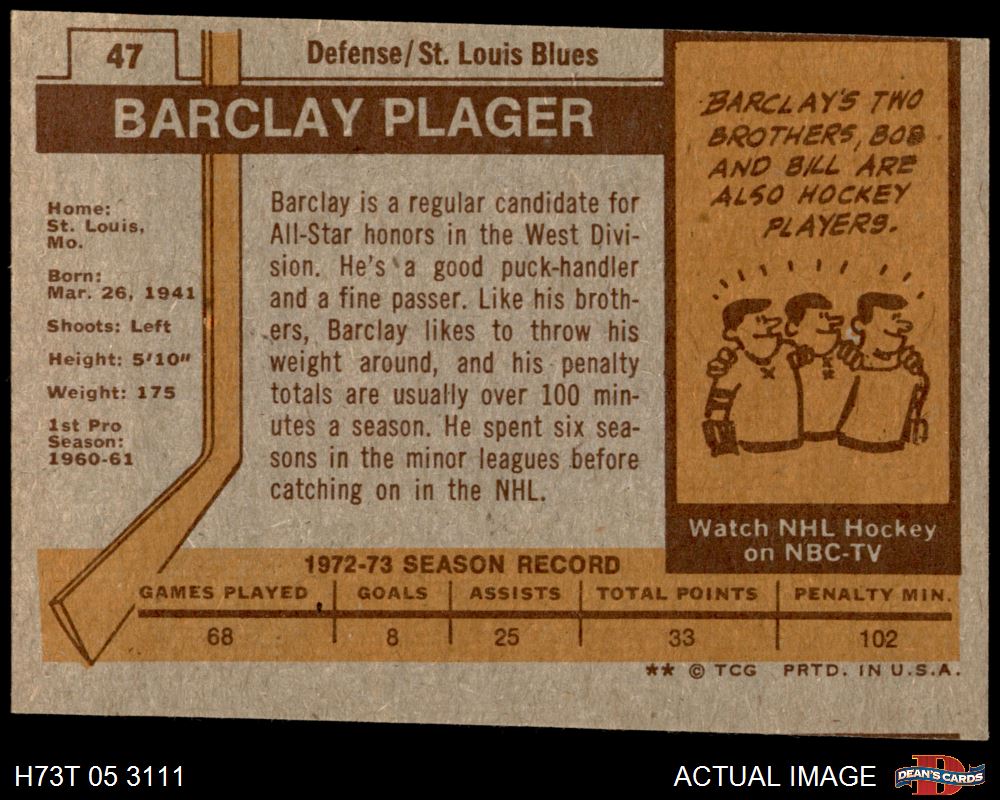 47
Defense/St. Louis Blues
BARCLAY PLAGER
Home:
St. Louis,
Mo.
Born:
Mar. 26, 1941
Shoots: Left
Height: 5'10"
Weight: 175
1st Pro
Season:
1960-61
Barclay is a regular candidate for
All-Star honors in the West Divi-
sion. He's a good puck-handler
and a fine passer. Like his broth-
ers, Barclay likes to throw his
weight around, and his penalty
totals are usually over 100 min-
utes a season. He spent six sea-
sons in the minor leagues before
catching on in the NHL.
BARCLAY'S TWO
BROTHERS, BOB
AND BILL ARE
ALSO HOCKEY
PLAYERS.
Watch NHL Hockey
on NBC-TV
1972-73 SEASON RECORD
GAMES PLAYED GOALS ASSISTS TOTAL POINTS PENALTY MIN.
68 8 25 33 102
** © TCG PRTD. IN U.S.A.
H73T 05 3111
ACTUAL IMAGE
D
DEAN'S CARDS